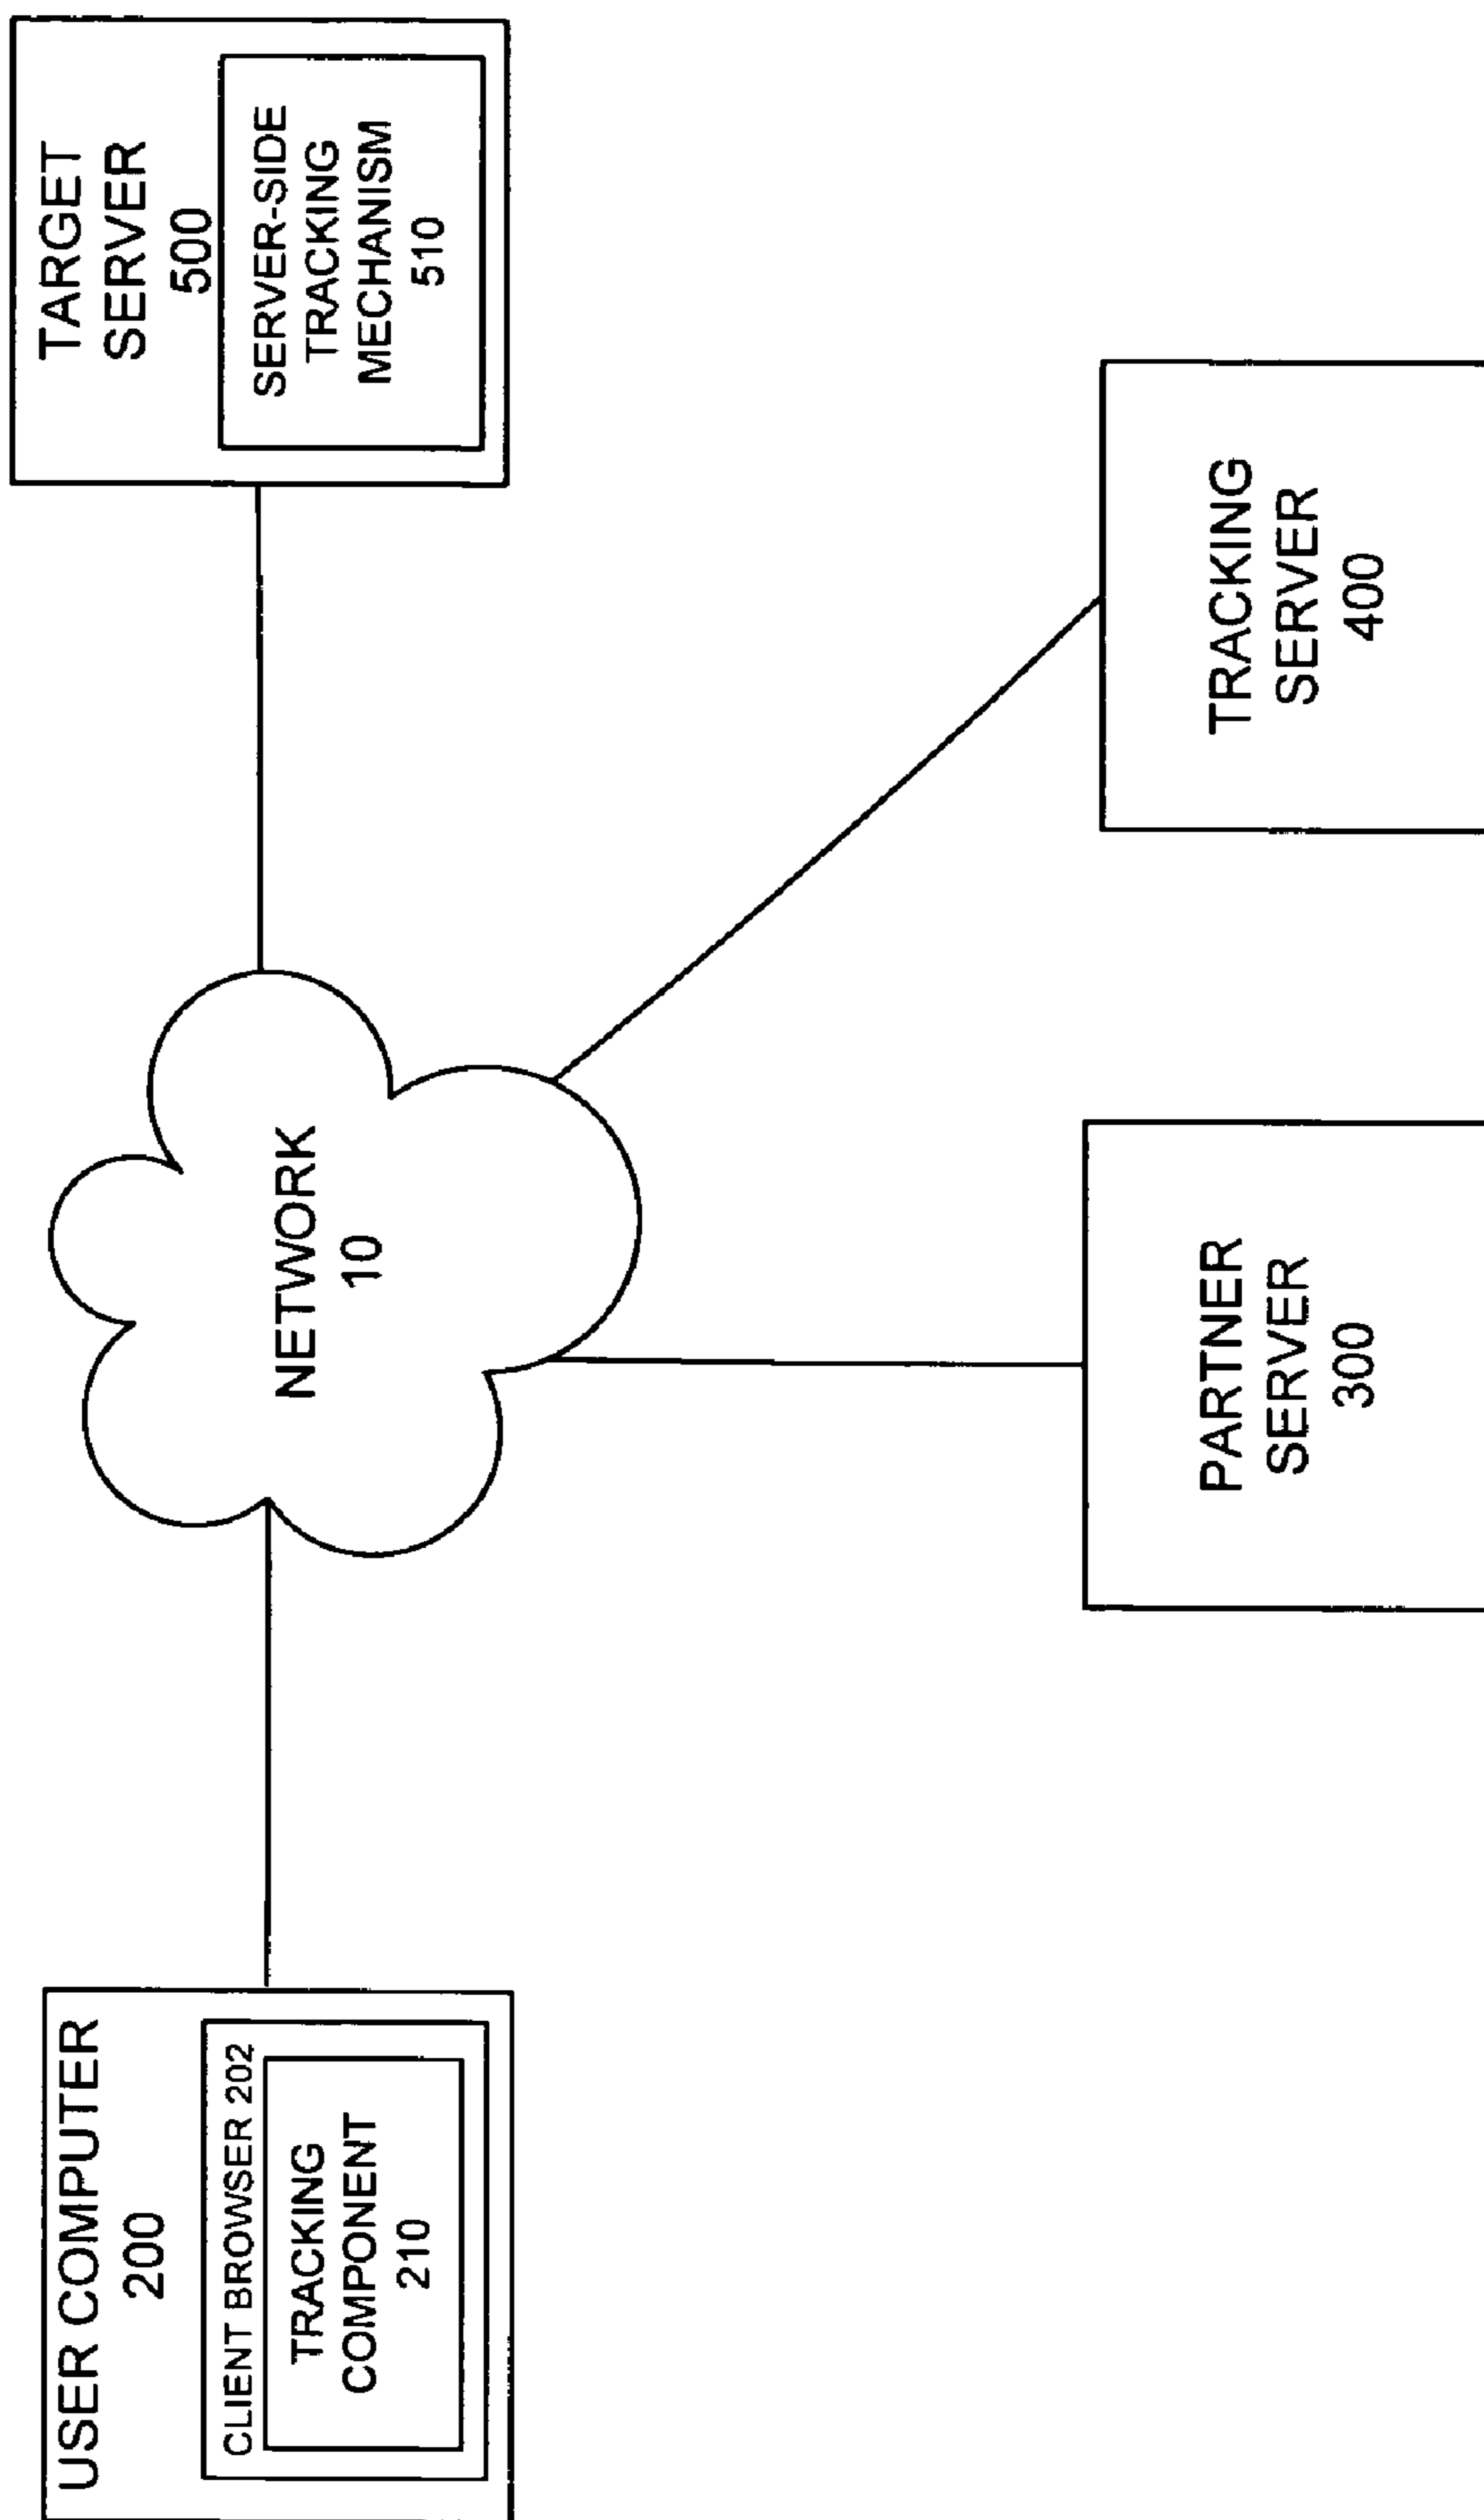 USER COMPUTER
200
CLIENT BROWSER 202
TRACKING
COMPONENT
210
NETWORK
10
TARGET
SERVER
500
SERVER-SIDE
TRACKING
MECHANISM
510
PARTNER
SERVER
300
TRACKING
SERVER
400